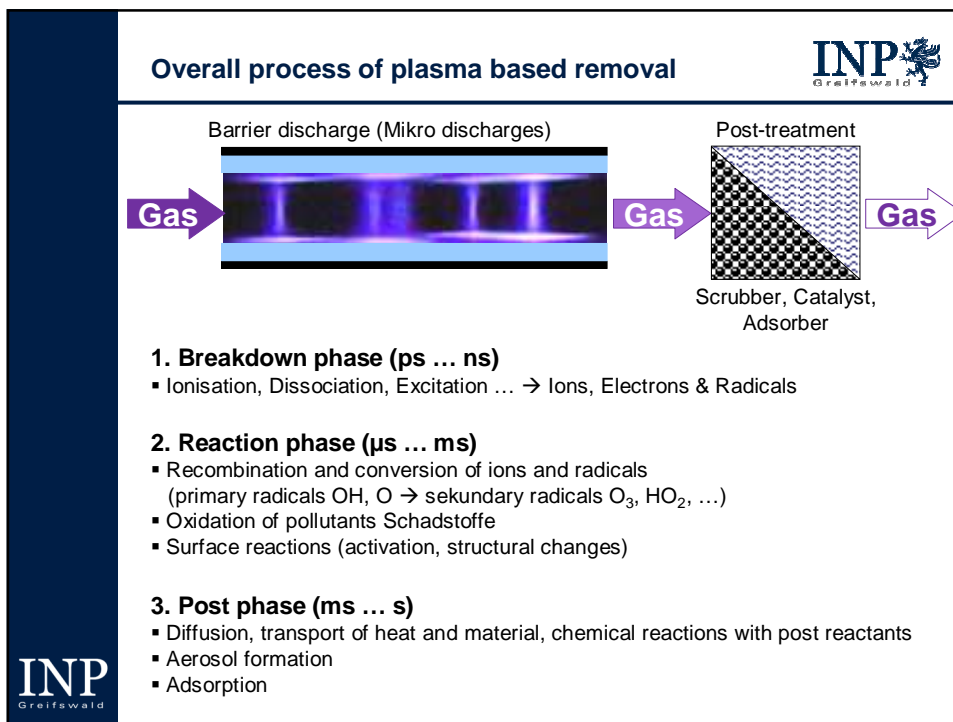 Overall process of plasma based removal
INP
Greifswald
Barrier discharge (Mikro discharges)
Post-treatment
Gas
Gas
Gas
Scrubber, Catalyst,
Adsorber
1. Breakdown phase (ps … ns)
▪ Ionisation, Dissociation, Excitation … → Ions, Electrons & Radicals
2. Reaction phase (µs … ms)
▪ Recombination and conversion of ions and radicals
(primary radicals OH, O → sekundary radicals O₃, HO₂, …)
▪ Oxidation of pollutants Schadstoffe
▪ Surface reactions (activation, structural changes)
3. Post phase (ms … s)
▪ Diffusion, transport of heat and material, chemical reactions with post reactants
▪ Aerosol formation
▪ Adsorption
INP
Greifswald